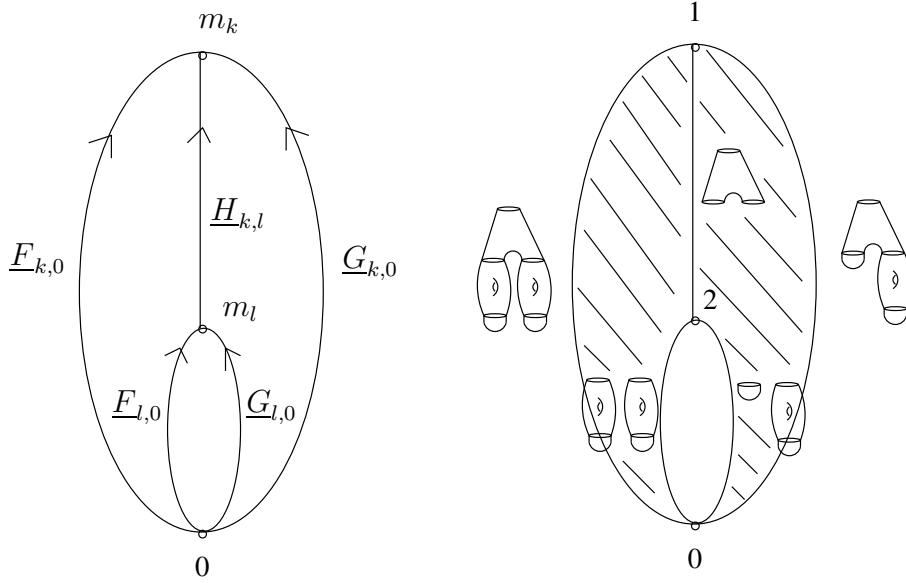 m_k
1
H_{k,l}
F_{k,0}
G_{k,0}
m_l
2
F_{l,0}
G_{l,0}
0
0